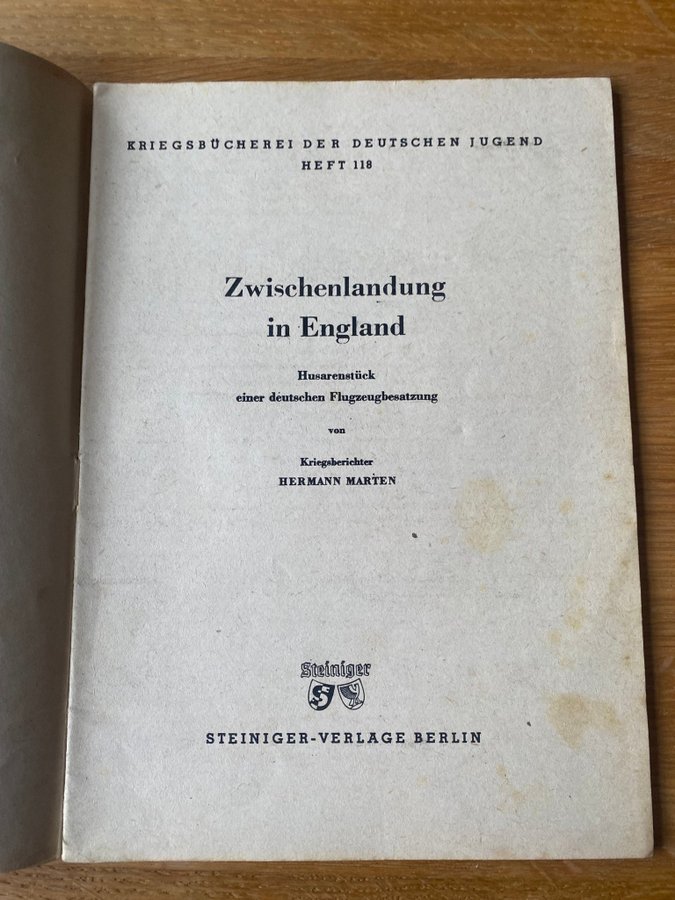 KRIEGSBÜCHEREI DER DEUTSCHEN JUGEND
HEFT 118
Zwischenlandung
in England
Husarenstück
einer deutschen Flugzeugbesatzung
von
Kriegsberichter
HERMANN MARTEN
Steiniger
STEINIGER-VERLAGE BERLIN